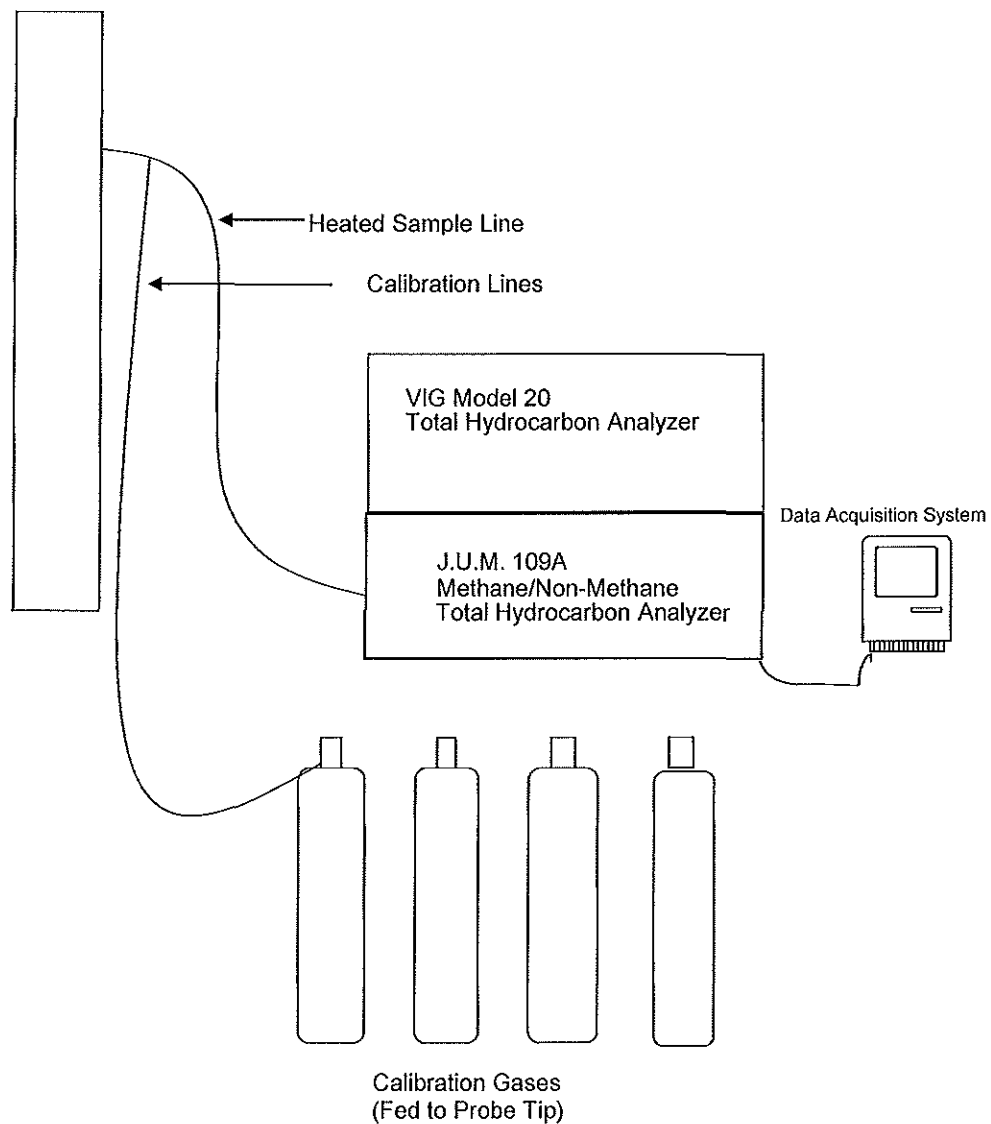 Heated Sample Line
Calibration Lines
VIG Model 20
Total Hydrocarbon Analyzer
Data Acquisition System
J.U.M. 109A
Methane/Non-Methane
Total Hydrocarbon Analyzer
Calibration Gases
(Fed to Probe Tip)